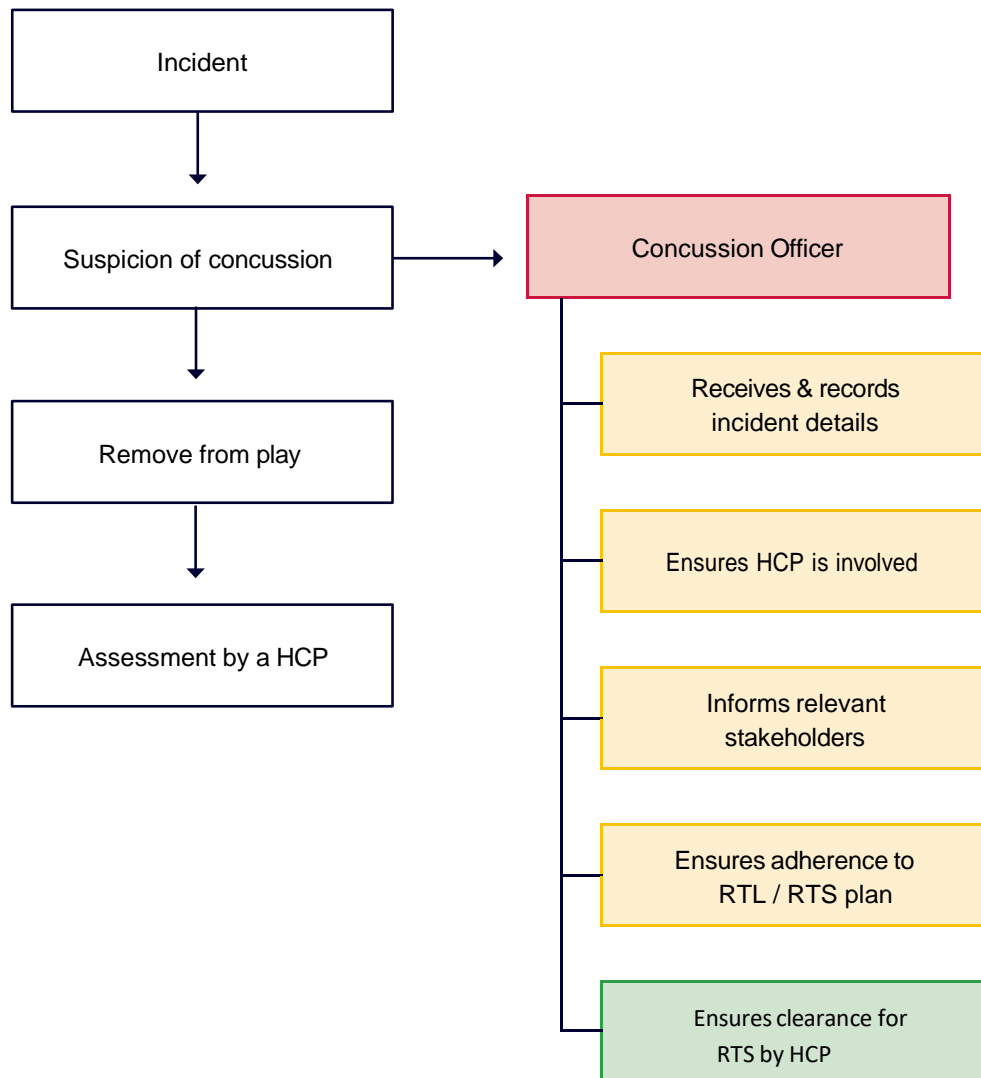 Incident
Suspicion of concussion
Concussion Officer
Remove from play
Assessment by a HCP
Receives & records
incident details
Ensures HCP is involved
Informs relevant
stakeholders
Ensures adherence to
RTL / RTS plan
Ensures clearance for
RTS by HCP